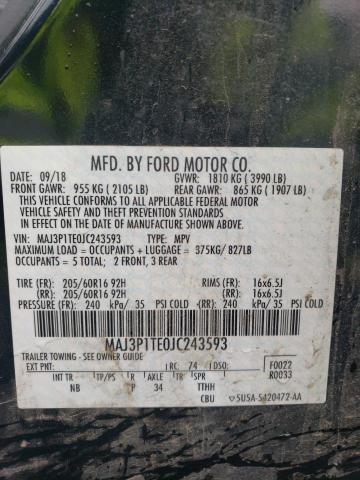 MFD. BY FORD MOTOR CO.
09/18 GVWR: 1810 KG ( 3990 LB)
FRONT GAWR: 955 KG ( 2105 LB) REAR GAWR: 865 KG ( 1907 LB)
THIS VEHICLE CONFORMS TO ALL APPLICABLE FEDERAL MOTOR
VEHICLE SAFETY, BUMPER, AND THEFT PREVENTION STANDARDS
IN EFFECT ON THE DATE OF MANUFACTURE SHOWN ABOVE.
VIN: MAJ3P1TE0JC243593 TYPE: MPV
MAXIMUM LOAD = OCCUPANTS + LUGGAGE = 375KG/ 827LB
OCCUPANTS = 5 TOTAL; 2 FRONT, 3 REAR
TIRE (FR): 205/60R16 92H RIMS (FR): 16x6.5J
(RR): 205/60R16 92H (RR): 16x6.5J
PRESSURE (FR): 240 kPa/ 35 PSI COLD (RR): 240 kPa/ 35 PSI COLD
MAJ3P1TE0JC243593
TRAILER TOWING - SEE OWNER GUIDE
EXT PNT: RC: 74 DSO: F0022
R0033
INT TR TP/PS R AXLE TR SPR
NB P 34 TTHH
CBU 5U5A-5420472-AA